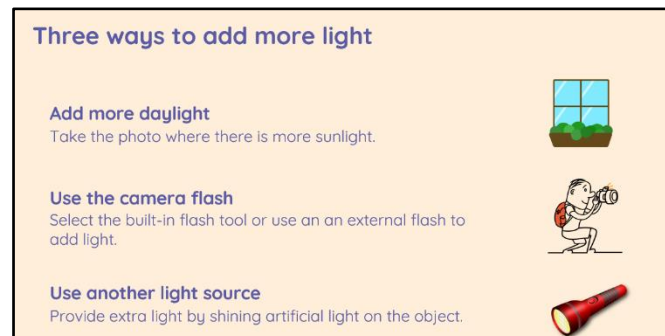 Three ways to add more light
Add more daylight
Take the photo where there is more sunlight.
Use the camera flash
Select the built-in flash tool or use an an external flash to
add light.
Use another light source
Provide extra light by shining artificial light on the object.